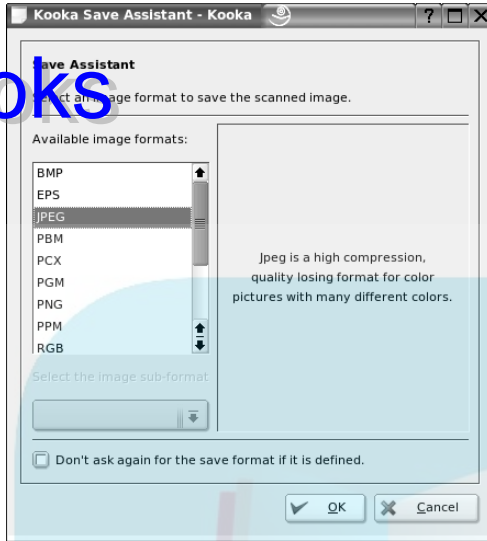 Kooka Save Assistant - Kooka
Save Assistant
Select an image format to save the scanned image.
oks
Available image formats:
BMP
EPS
JPEG
PBM
PCX
PGM
PNG
PPM
RGB
Jpeg is a high compression,
quality losing format for color
pictures with many different colors.
Select the image sub-format
Don't ask again for the save format if it is defined.
OK
Cancel